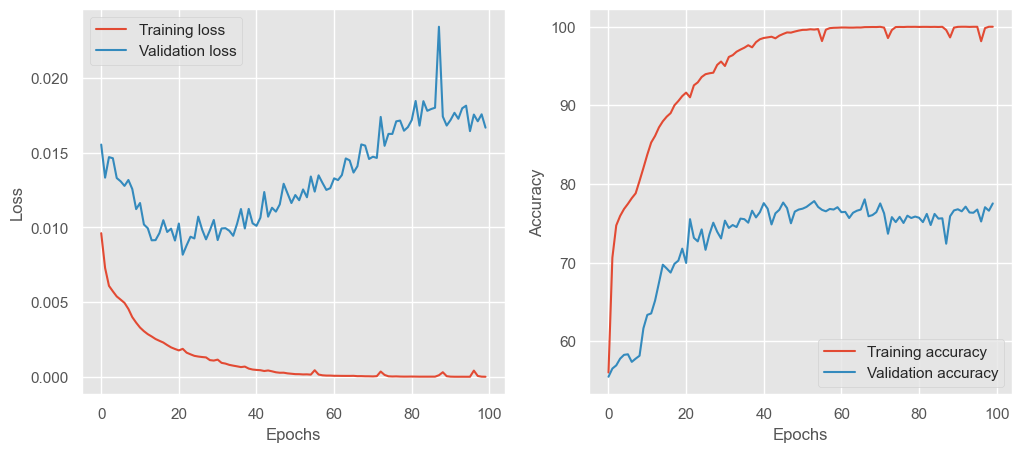 Training loss
Validation loss
0.020
0.015
0.010
0.005
0.000
Loss
0 20 40 60 80 100
Epochs
100
90
80
70
60
Accuracy
Training accuracy
Validation accuracy
0 20 40 60 80 100
Epochs